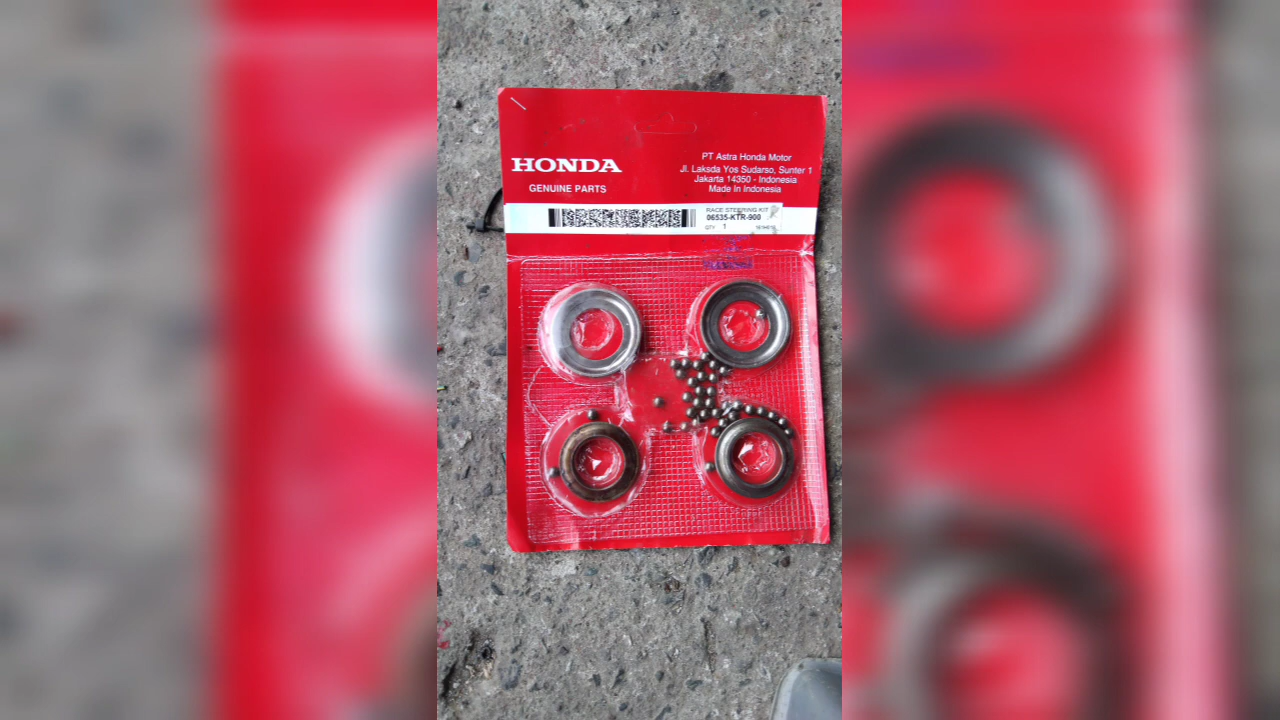 HONDA
GENUINE PARTS
PT Astra Honda Motor
Jl. Laksda Yos Sudarso, Sunter 1
Jakarta 14350 - Indonesia
Made In Indonesia
RACE STEERING KIT
06535-KTR-900
QTY 1